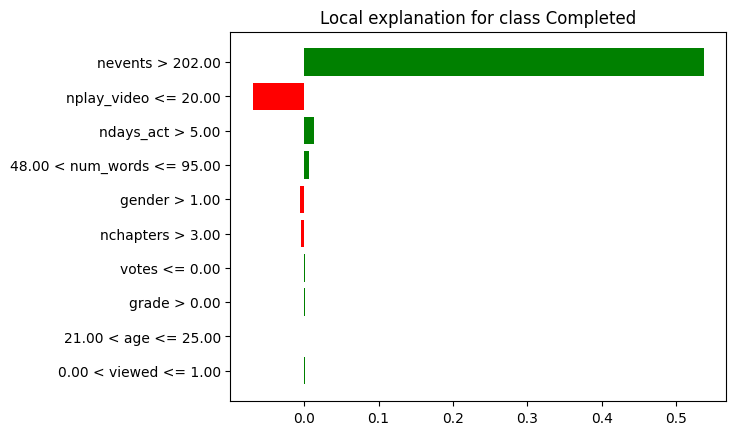 Local explanation for class Completed
nevents > 202.00
nplay_video <= 20.00
ndays_act > 5.00
48.00 < num_words <= 95.00
gender > 1.00
nchapters > 3.00
votes <= 0.00
grade > 0.00
21.00 < age <= 25.00
0.00 < viewed <= 1.00
0.0 0.1 0.2 0.3 0.4 0.5